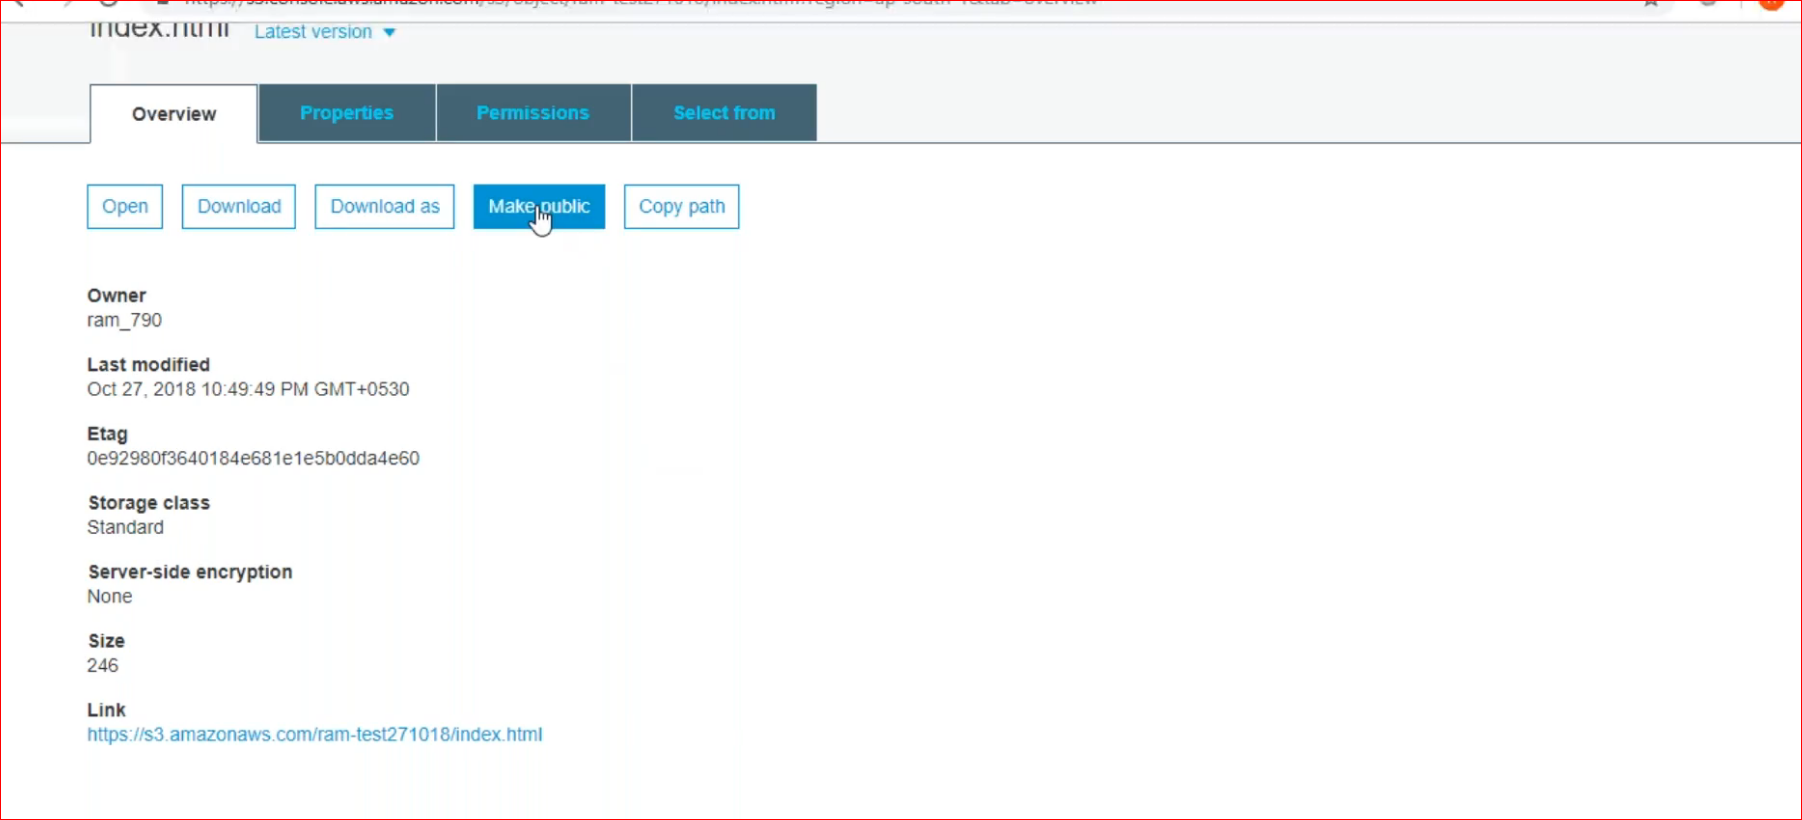 index.html Latest version
Overview Properties Permissions Select from
Open Download Download as Make public Copy path
Owner
ram_790
Last modified
Oct 27, 2018 10:49:49 PM GMT+0530
Etag
0e92980f3640184e681e1e5b0dda4e60
Storage class
Standard
Server-side encryption
None
Size
246
Link
https://s3.amazonaws.com/ram-test271018/index.html